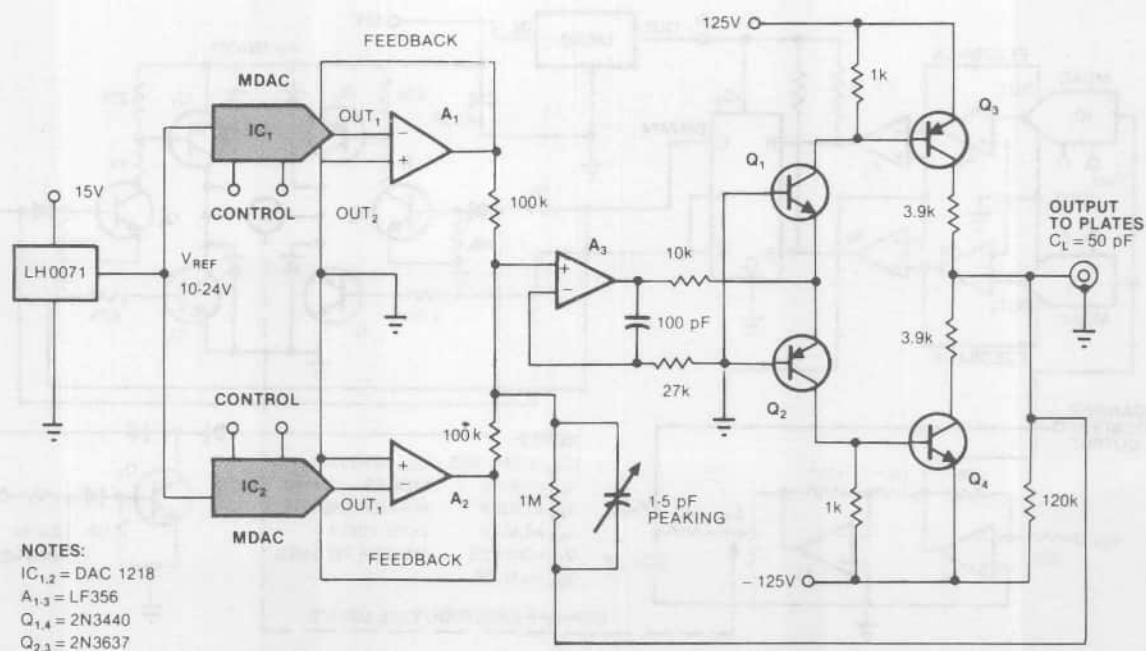 FEEDBACK
MDAC
IC₁
OUT₁
A₁
−
+
CONTROL
OUT₂
15V
LH0071
V_REF
10-24V
100k
A₃
+
−
10k
100 pF
27k
125V
1k
Q₁
Q₂
Q₃
3.9k
3.9k
OUTPUT
TO PLATES
C_L = 50 pF
Q₄
1k
120k
− 125V
CONTROL
100k
*
IC₂
OUT₁
+
−
A₂
MDAC
FEEDBACK
1M
1-5 pF
PEAKING
NOTES:
IC₁,₂ = DAC 1218
A₁₋₃ = LF356
Q₁,₄ = 2N3440
Q₂,₃ = 2N3637